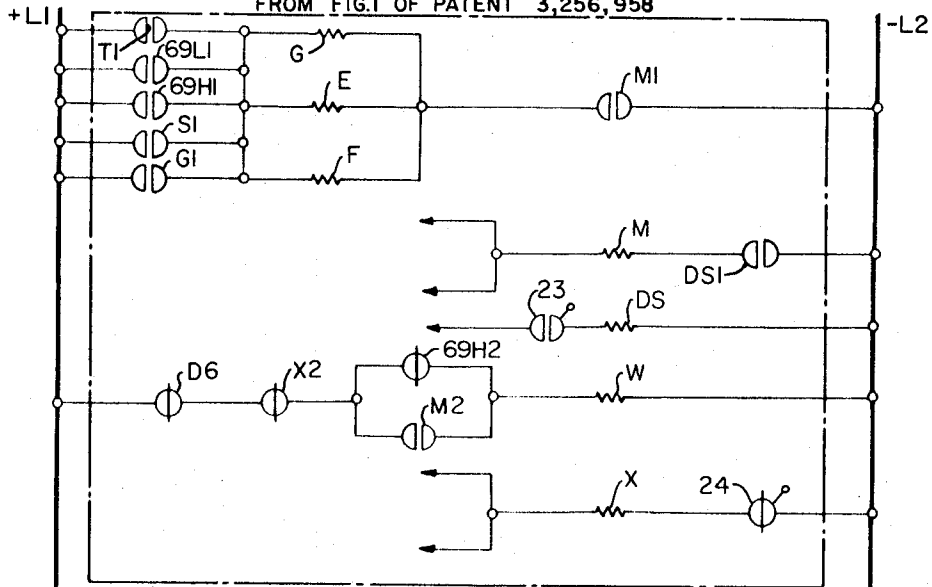 FROM FIG.1 OF PATENT 3,256,958
+L1
-L2
T1
G
69L1
E
M1
69H1
S1
G1
F
M
DS1
23
DS
69H2
D6
X2
W
M2
X
24